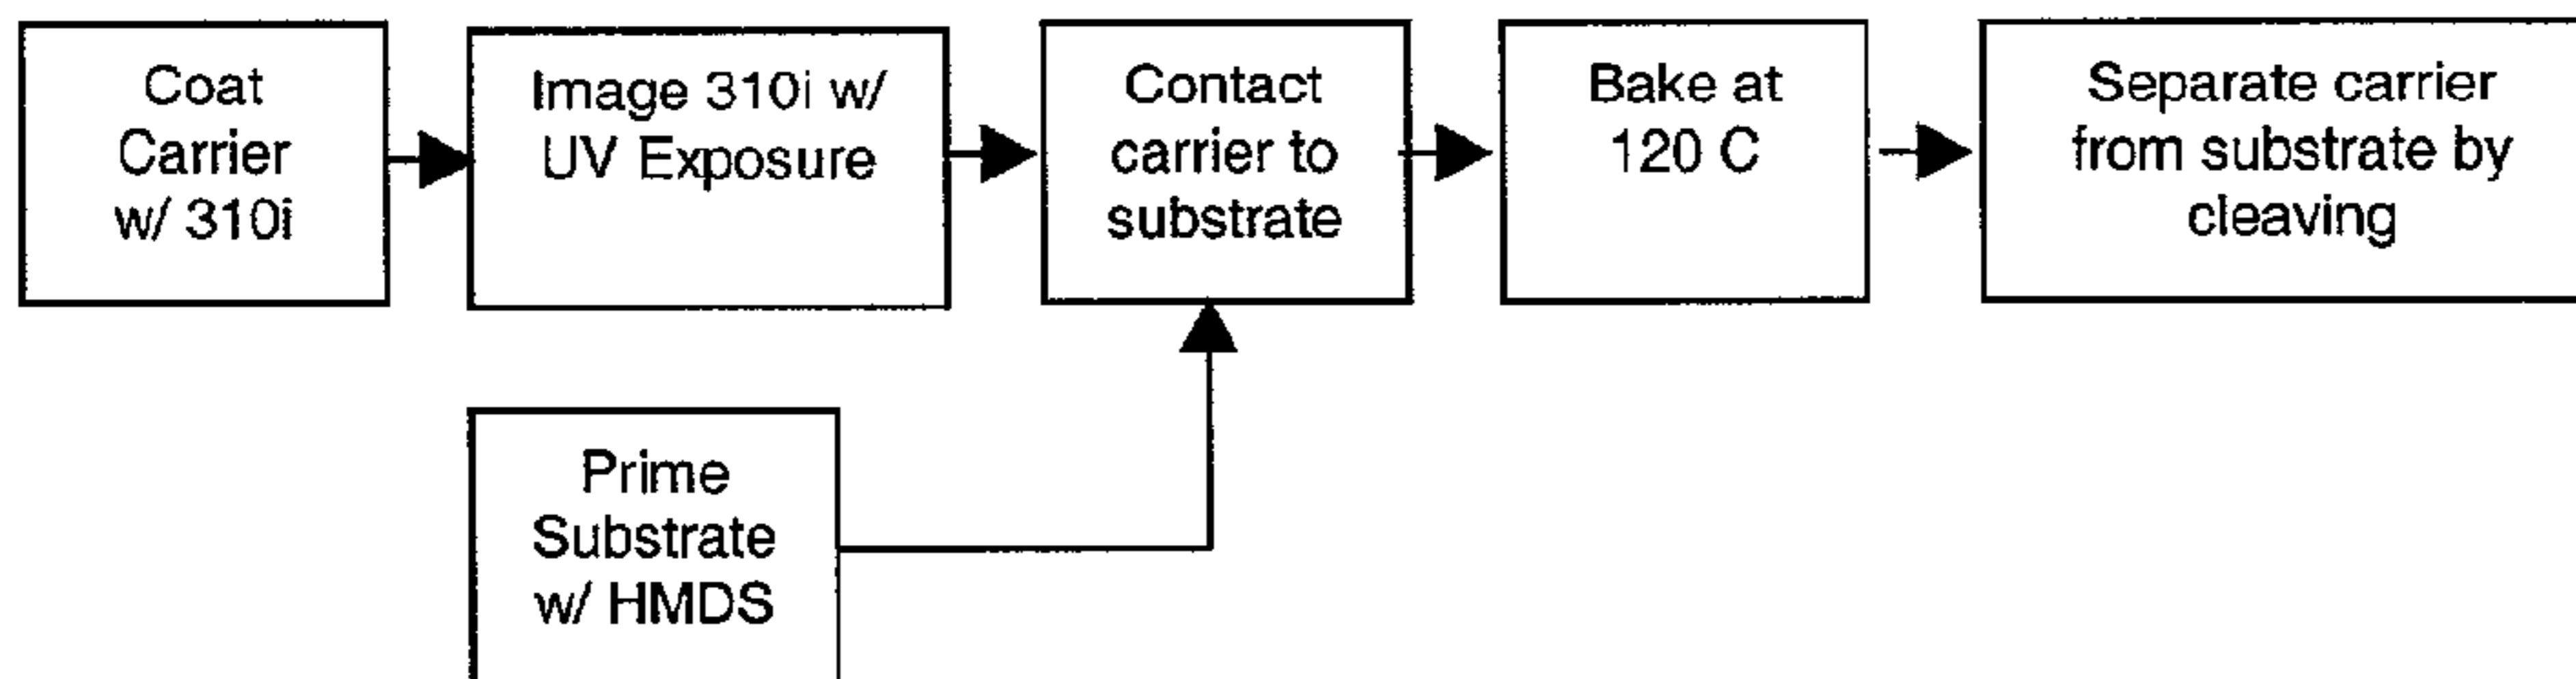 Coat
Carrier
w/ 310i
Image 310i w/
UV Exposure
Contact
carrier to
substrate
Bake at
120 C
Separate carrier
from substrate by
cleaving
Prime
Substrate
w/ HMDS